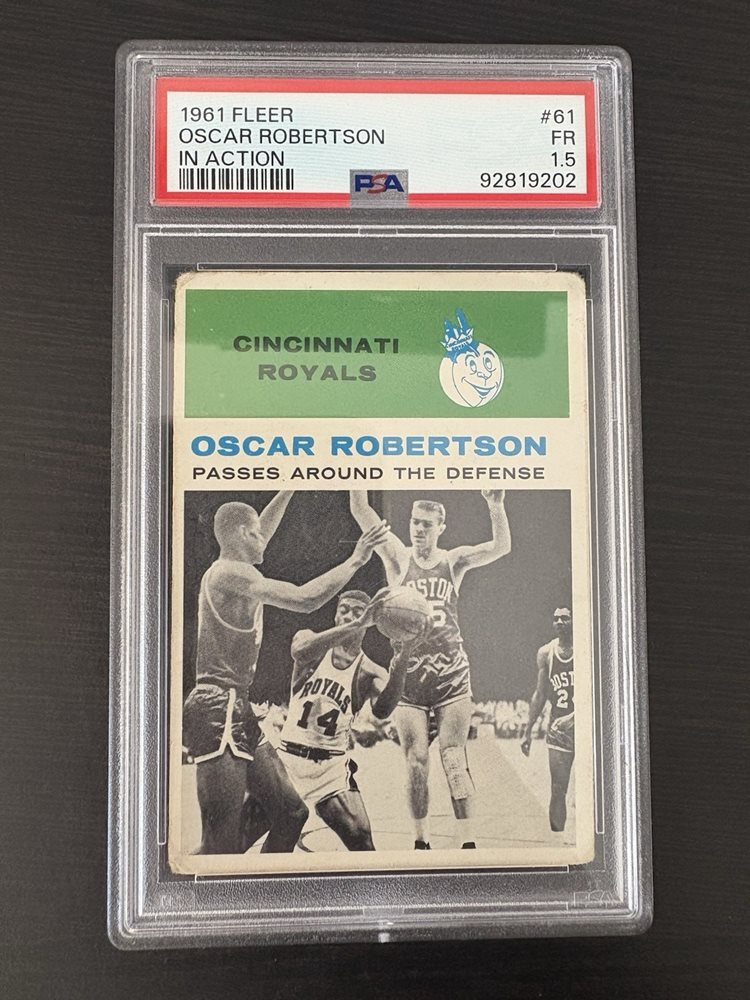 1961 FLEER #61
OSCAR ROBERTSON FR
IN ACTION 1.5
PSA 92819202
CINCINNATI
ROYALS
OSCAR ROBERTSON
PASSES AROUND THE DEFENSE
ROYALS
14